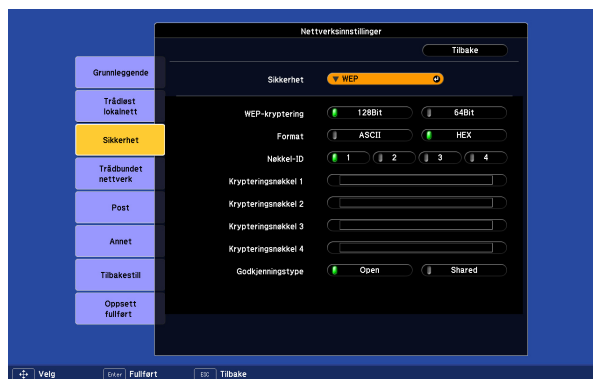 Nettverksinnstillinger
Tilbake
Grunnleggende
Trådløst
lokalnett
Sikkerhet
Trådbundet
nettverk
Post
Annet
Tilbakestill
Oppsett
fullført
Sikkerhet WEP
WEP-kryptering 128Bit 64Bit
Format ASCII HEX
Nøkkel-ID 1 2 3 4
Krypteringsnøkkel 1
Krypteringsnøkkel 2
Krypteringsnøkkel 3
Krypteringsnøkkel 4
Godkjenningstype Open Shared
Velg Enter Fullført ESC Tilbake